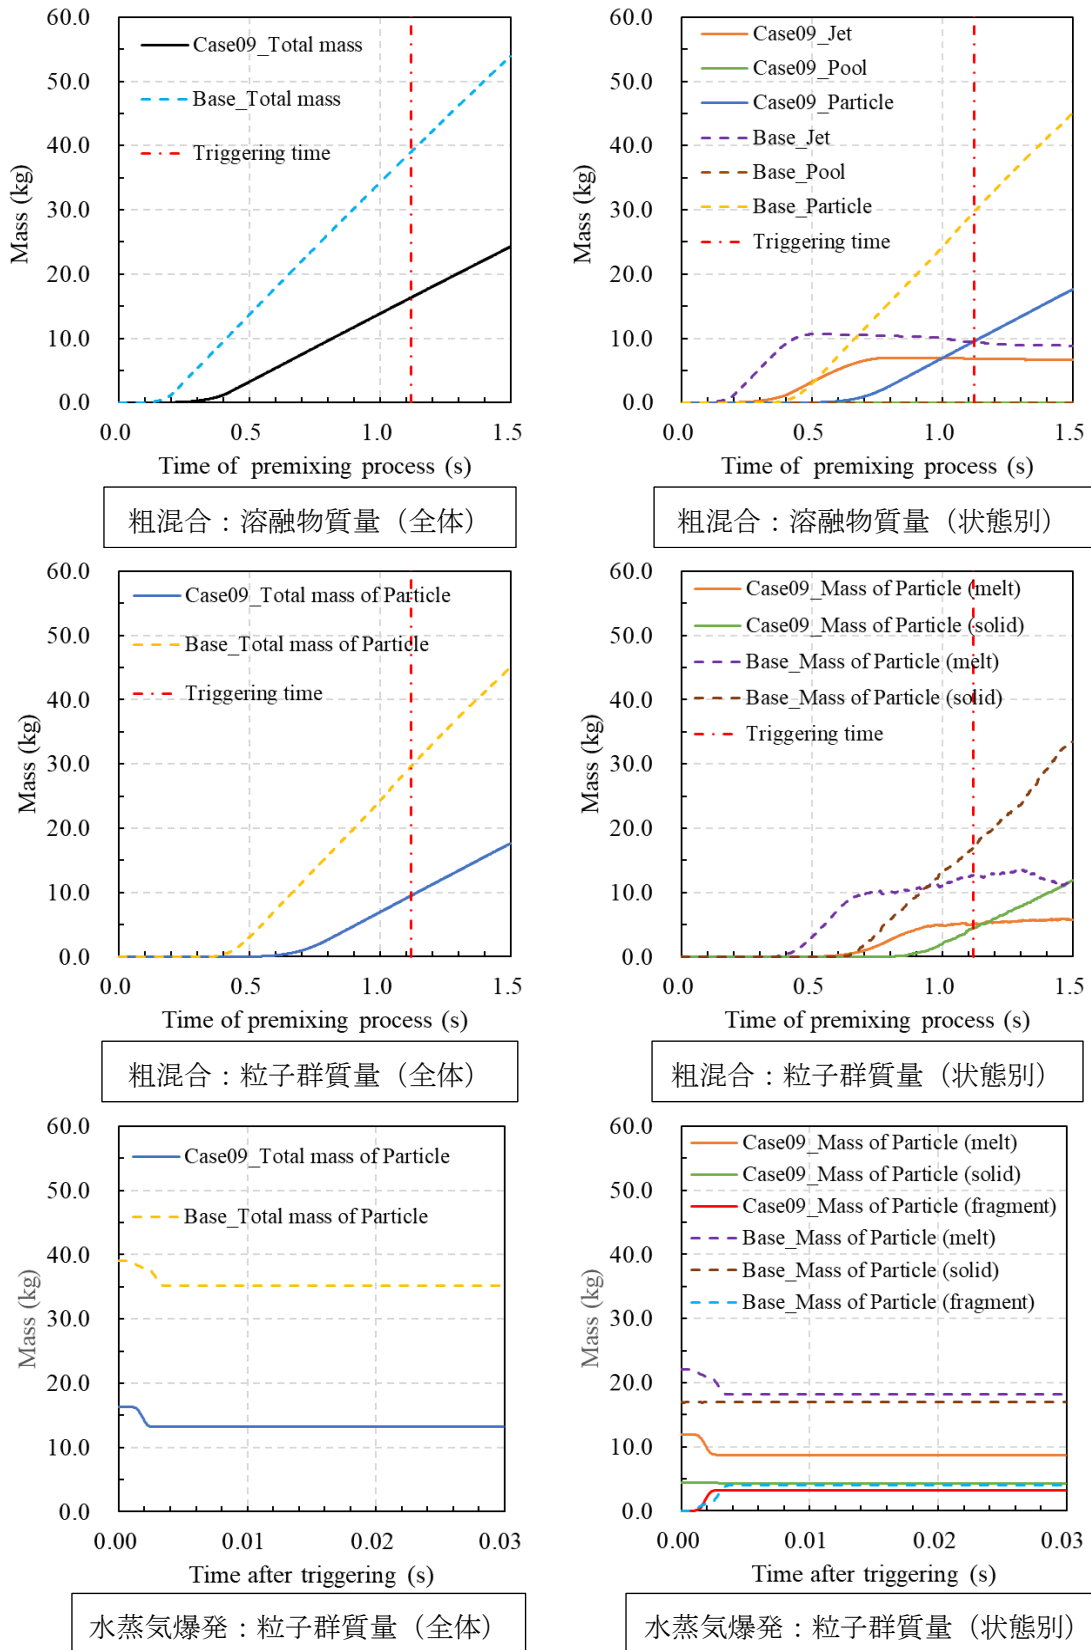 60.0
50.0
40.0
30.0
20.0
10.0
0.0
Mass (kg)
Case09_Total mass
Base_Total mass
Triggering time
0.0
0.5
1.0
1.5
Time of premixing process (s)
粗混合：溶融物質量（全体）
60.0
50.0
40.0
30.0
20.0
10.0
0.0
Mass (kg)
Case09_Jet
Case09_Pool
Case09_Particle
Base_Jet
Base_Pool
Base_Particle
Triggering time
0.0
0.5
1.0
1.5
Time of premixing process (s)
粗混合：溶融物質量（状態別）
60.0
50.0
40.0
30.0
20.0
10.0
0.0
Mass (kg)
Case09_Total mass of Particle
Base_Total mass of Particle
Triggering time
0.0
0.5
1.0
1.5
Time of premixing process (s)
粗混合：粒子群質量（全体）
60.0
50.0
40.0
30.0
20.0
10.0
0.0
Mass (kg)
Case09_Mass of Particle (melt)
Case09_Mass of Particle (solid)
Base_Mass of Particle (melt)
Base_Mass of Particle (solid)
Triggering time
0.0
0.5
1.0
1.5
Time of premixing process (s)
粗混合：粒子群質量（状態別）
60.0
50.0
40.0
30.0
20.0
10.0
0.0
Mass (kg)
Case09_Total mass of Particle
Base_Total mass of Particle
0.00
0.01
0.02
0.03
Time after triggering (s)
水蒸気爆発：粒子群質量（全体）
60.0
50.0
40.0
30.0
20.0
10.0
0.0
Mass (kg)
Case09_Mass of Particle (melt)
Case09_Mass of Particle (solid)
Case09_Mass of Particle (fragment)
Base_Mass of Particle (melt)
Base_Mass of Particle (solid)
Base_Mass of Particle (fragment)
0.00
0.01
0.02
0.03
Time after triggering (s)
水蒸気爆発：粒子群質量（状態別）